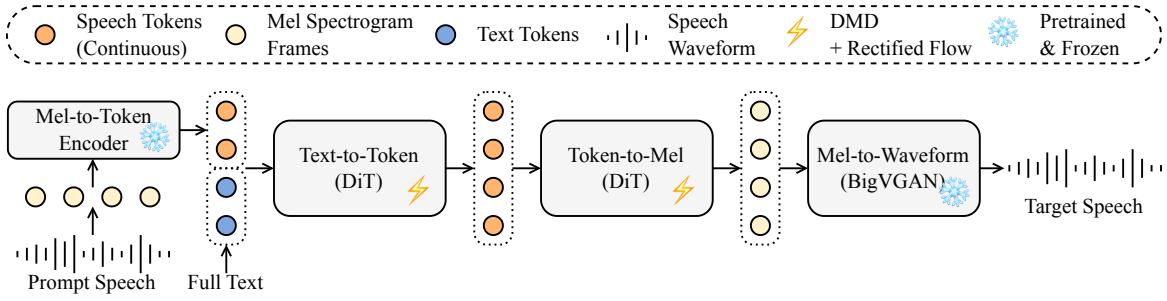 Speech Tokens
(Continuous)
Mel Spectrogram
Frames
Text Tokens
Speech
Waveform
DMD
+ Rectified Flow
Pretrained
& Frozen
Mel-to-Token
Encoder
Text-to-Token
(DiT)
Token-to-Mel
(DiT)
Mel-to-Waveform
(BigVGAN)
Target Speech
Prompt Speech
Full Text